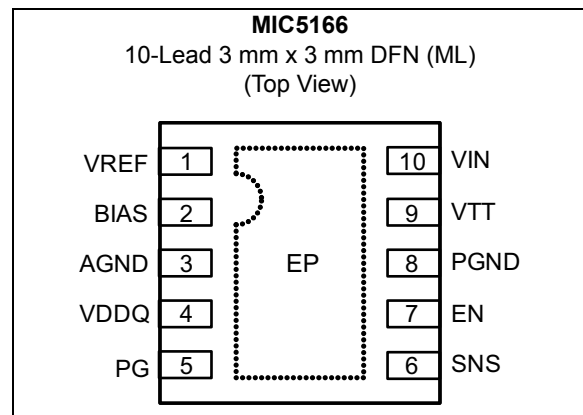 MIC5166
10-Lead 3 mm x 3 mm DFN (ML)
(Top View)
VREF 1 10 VIN
BIAS 2 9 VTT
AGND 3 EP 8 PGND
VDDQ 4 7 EN
PG 5 6 SNS